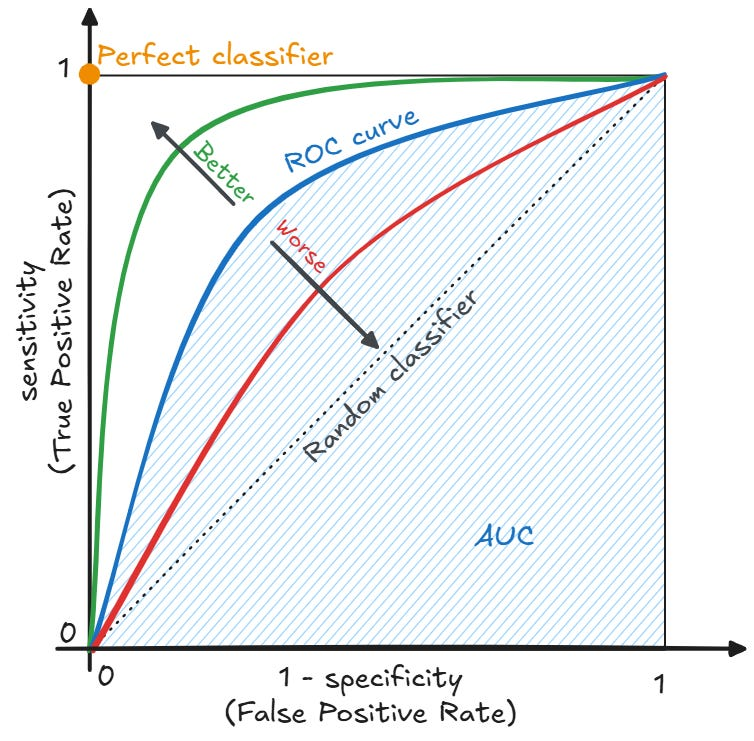 Perfect classifier
1
ROC curve
Better
Worse
sensitivity
(True Positive Rate)
Random classifier
AUC
0
0
1 - specificity
1
(False Positive Rate)